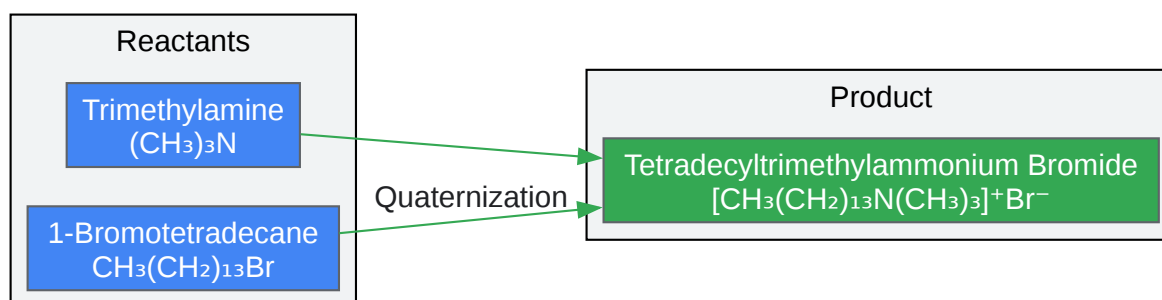 Reactants
Trimethylamine
(CH₃)₃N
1-Bromotetradecane
CH₃(CH₂)₁₃Br
Quaternization
Product
Tetradecyltrimethylammonium Bromide
[CH₃(CH₂)₁₃N(CH₃)₃]⁺Br⁻